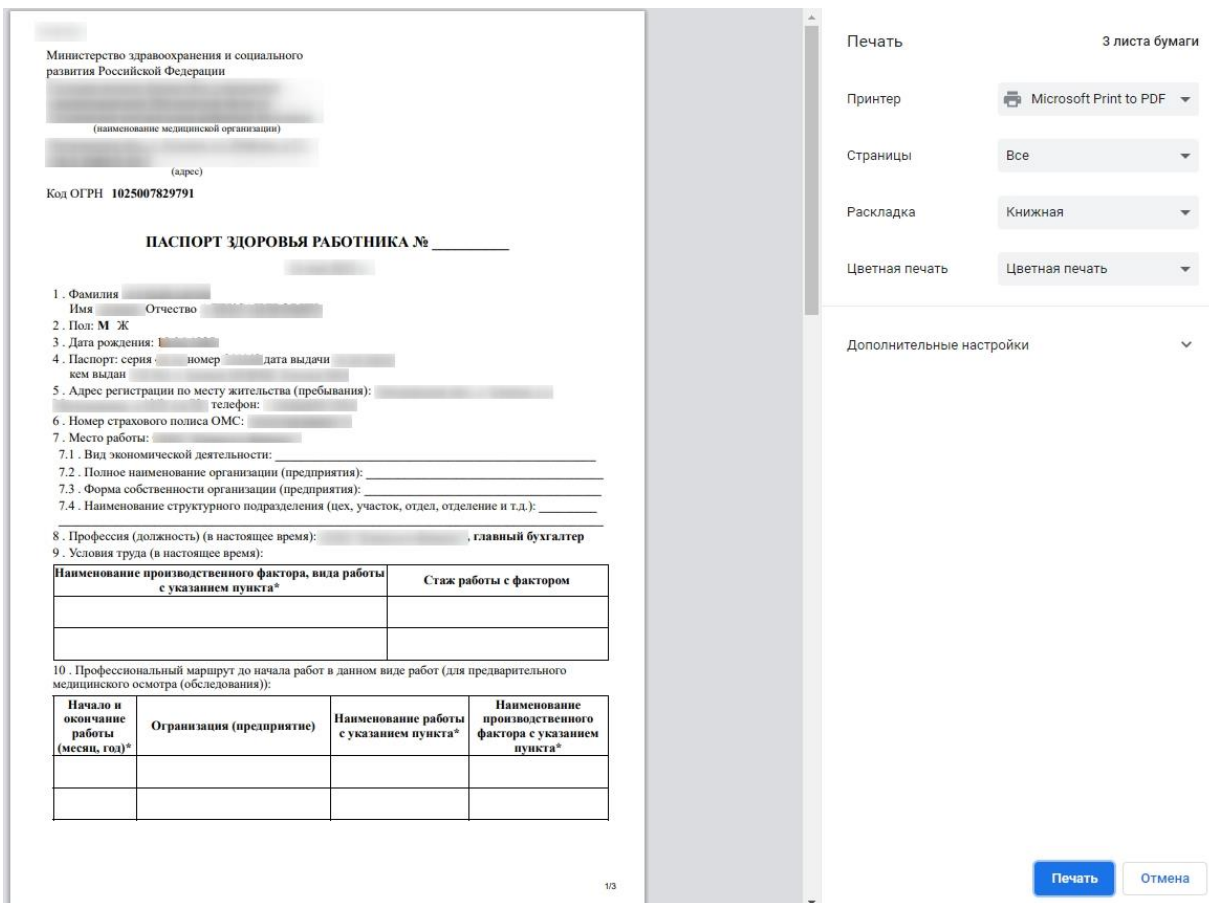 Министерство здравоохранения и социального
развития Российской Федерации
(наименование медицинской организации)
(адрес)
Код ОГРН 1025007829791
ПАСПОРТ ЗДОРОВЬЯ РАБОТНИКА № __________
1 . Фамилия
Имя Отчество
2 . Пол: М Ж
3 . Дата рождения:
4 . Паспорт: серия номер дата выдачи
кем выдан
5 . Адрес регистрации по месту жительства (пребывания):
телефон:
6 . Номер страхового полиса ОМС:
7 . Место работы:
7.1 . Вид экономической деятельности:
7.2 . Полное наименование организации (предприятия):
7.3 . Форма собственности организации (предприятия):
7.4 . Наименование структурного подразделения (цех, участок, отдел, отделение и т.д.):
8 . Профессия (должность) (в настоящее время): , главный бухгалтер
9 . Условия труда (в настоящее время):
Наименование производственного фактора, вида работы
с указанием пункта*
Стаж работы с фактором
10 . Профессиональный маршрут до начала работ в данном виде работ (для предварительного
медицинского осмотра (обследования)):
Начало и
окончание
работы
(месяц, год)*
Огранизация (предприятие)
Наименование работы
с указанием пункта*
Наименование
производственного
фактора с указанием
пункта*
1/3
Печать
3 листа бумаги
Принтер
Microsoft Print to PDF
Страницы
Все
Раскладка
Книжная
Цветная печать
Цветная печать
Дополнительные настройки
Печать
Отмена